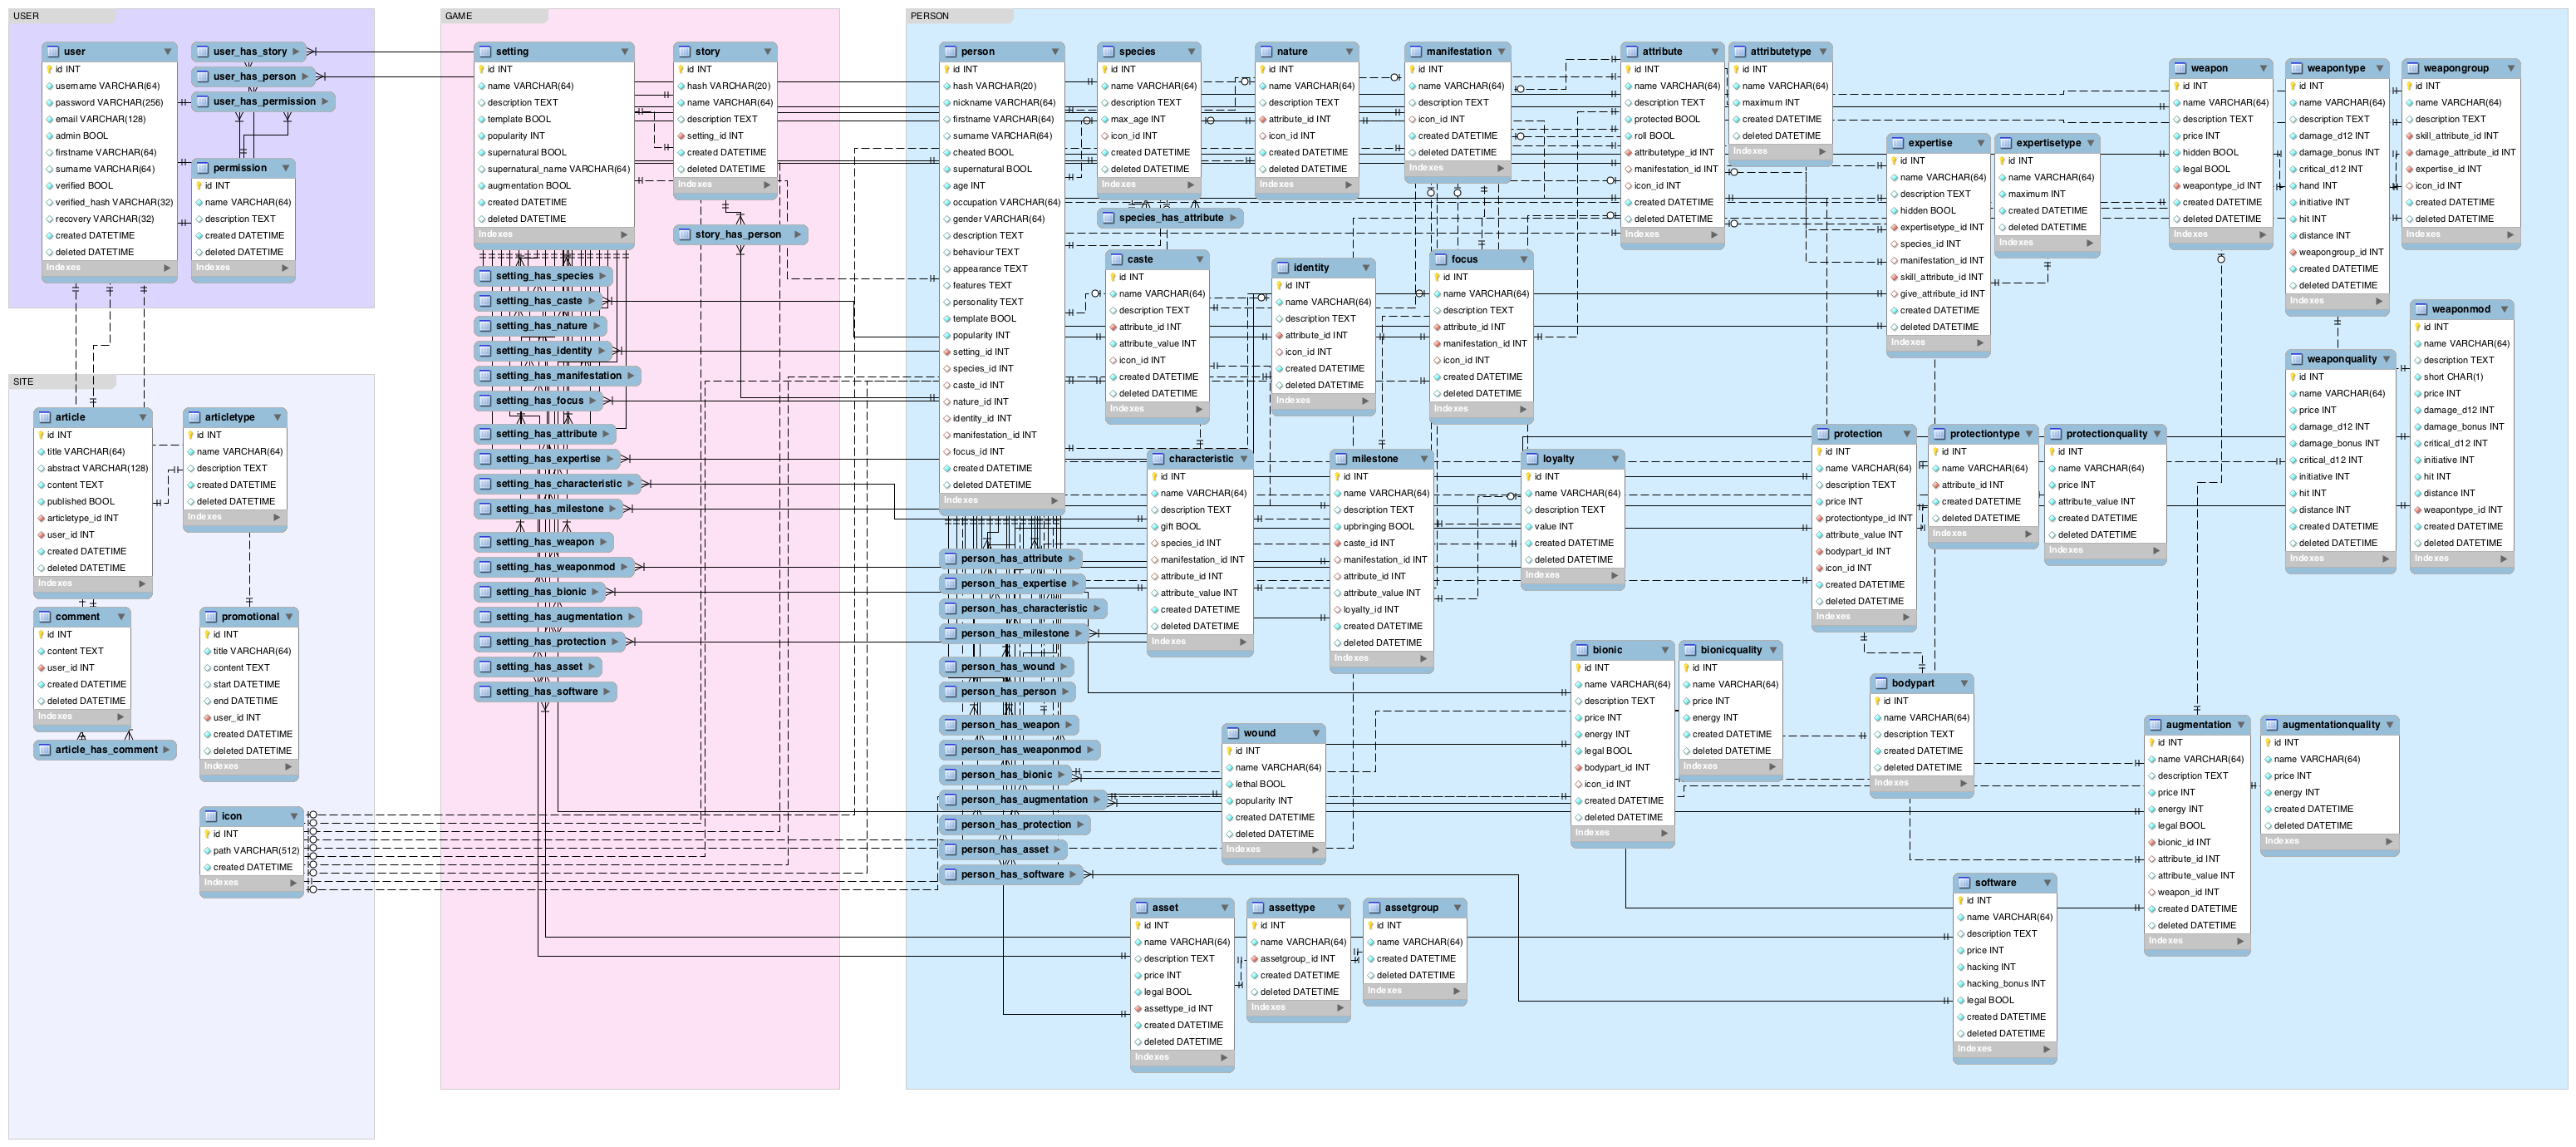 USER
user
id INT
username VARCHAR(64)
password VARCHAR(256)
email VARCHAR(128)
admin BOOL
firstname VARCHAR(64)
surname VARCHAR(64)
verified BOOL
verified_hash VARCHAR(32)
recovery VARCHAR(32)
created DATETIME
deleted DATETIME
Indexes
user_has_story
user_has_person
user_has_permission
permission
id INT
name VARCHAR(64)
description TEXT
created DATETIME
deleted DATETIME
Indexes
SITE
article
id INT
title VARCHAR(64)
abstract VARCHAR(128)
content TEXT
published BOOL
articletype_id INT
user_id INT
created DATETIME
deleted DATETIME
Indexes
articletype
id INT
name VARCHAR(64)
description TEXT
created DATETIME
deleted DATETIME
Indexes
comment
id INT
content TEXT
user_id INT
created DATETIME
deleted DATETIME
Indexes
article_has_comment
promotional
id INT
title VARCHAR(64)
content TEXT
start DATETIME
end DATETIME
user_id INT
created DATETIME
deleted DATETIME
Indexes
icon
id INT
path VARCHAR(512)
created DATETIME
Indexes
GAME
setting
id INT
name VARCHAR(64)
description TEXT
template BOOL
popularity INT
supernatural BOOL
supernatural_name VARCHAR(64)
augmentation BOOL
created DATETIME
deleted DATETIME
Indexes
story
id INT
hash VARCHAR(20)
name VARCHAR(64)
description TEXT
setting_id INT
created DATETIME
deleted DATETIME
Indexes
story_has_person
setting_has_species
setting_has_caste
setting_has_nature
setting_has_identity
setting_has_manifestation
setting_has_focus
setting_has_attribute
setting_has_expertise
setting_has_characteristic
setting_has_milestone
setting_has_weapon
setting_has_weaponmod
setting_has_bionic
setting_has_augmentation
setting_has_protection
setting_has_asset
setting_has_software
PERSON
person
id INT
hash VARCHAR(20)
nickname VARCHAR(64)
firstname VARCHAR(64)
surname VARCHAR(64)
cheated BOOL
supernatural BOOL
age INT
occupation VARCHAR(64)
gender VARCHAR(64)
description TEXT
behaviour TEXT
appearance TEXT
features TEXT
personality TEXT
template BOOL
popularity INT
setting_id INT
species_id INT
caste_id INT
nature_id INT
identity_id INT
manifestation_id INT
focus_id INT
created DATETIME
deleted DATETIME
Indexes
person_has_attribute
person_has_expertise
person_has_characteristic
person_has_milestone
person_has_wound
person_has_person
person_has_weapon
person_has_weaponmod
person_has_bionic
person_has_augmentation
person_has_protection
person_has_asset
person_has_software
species
id INT
name VARCHAR(64)
description TEXT
max_age INT
icon_id INT
created DATETIME
deleted DATETIME
Indexes
species_has_attribute
nature
id INT
name VARCHAR(64)
description TEXT
attribute_id INT
icon_id INT
created DATETIME
deleted DATETIME
Indexes
manifestation
id INT
name VARCHAR(64)
description TEXT
icon_id INT
created DATETIME
deleted DATETIME
Indexes
attribute
id INT
name VARCHAR(64)
description TEXT
protected BOOL
roll BOOL
attributetype_id INT
manifestation_id INT
icon_id INT
created DATETIME
deleted DATETIME
Indexes
attributetype
id INT
name VARCHAR(64)
maximum INT
created DATETIME
deleted DATETIME
Indexes
expertise
id INT
name VARCHAR(64)
description TEXT
hidden BOOL
expertisetype_id INT
species_id INT
manifestation_id INT
skill_attribute_id INT
give_attribute_id INT
created DATETIME
deleted DATETIME
Indexes
expertisetype
id INT
name VARCHAR(64)
maximum INT
created DATETIME
deleted DATETIME
Indexes
weapon
id INT
name VARCHAR(64)
description TEXT
price INT
hidden BOOL
legal BOOL
weapontype_id INT
created DATETIME
deleted DATETIME
Indexes
weapontype
id INT
name VARCHAR(64)
description TEXT
damage_d12 INT
damage_bonus INT
critical_d12 INT
hand INT
initiative INT
hit INT
distance INT
weapongroup_id INT
created DATETIME
deleted DATETIME
Indexes
weapongroup
id INT
name VARCHAR(64)
description TEXT
skill_attribute_id INT
damage_attribute_id INT
expertise_id INT
icon_id INT
created DATETIME
deleted DATETIME
Indexes
caste
id INT
name VARCHAR(64)
description TEXT
attribute_id INT
attribute_value INT
icon_id INT
created DATETIME
deleted DATETIME
Indexes
identity
id INT
name VARCHAR(64)
description TEXT
attribute_id INT
icon_id INT
created DATETIME
deleted DATETIME
Indexes
focus
id INT
name VARCHAR(64)
description TEXT
attribute_id INT
manifestation_id INT
icon_id INT
created DATETIME
deleted DATETIME
Indexes
weaponquality
id INT
name VARCHAR(64)
price INT
damage_d12 INT
damage_bonus INT
critical_d12 INT
initiative INT
hit INT
distance INT
created DATETIME
deleted DATETIME
Indexes
weaponmod
id INT
name VARCHAR(64)
description TEXT
short CHAR(1)
price INT
damage_d12 INT
damage_bonus INT
critical_d12 INT
initiative INT
hit INT
distance INT
weapontype_id INT
created DATETIME
deleted DATETIME
Indexes
characteristic
id INT
name VARCHAR(64)
description TEXT
gift BOOL
species_id INT
manifestation_id INT
attribute_id INT
attribute_value INT
created DATETIME
deleted DATETIME
Indexes
milestone
id INT
name VARCHAR(64)
description TEXT
upbringing BOOL
caste_id INT
manifestation_id INT
attribute_id INT
attribute_value INT
loyalty_id INT
created DATETIME
deleted DATETIME
Indexes
loyalty
id INT
name VARCHAR(64)
description TEXT
value INT
created DATETIME
deleted DATETIME
Indexes
protection
id INT
name VARCHAR(64)
description TEXT
price INT
protectiontype_id INT
attribute_value INT
bodypart_id INT
icon_id INT
created DATETIME
deleted DATETIME
Indexes
protectiontype
id INT
name VARCHAR(64)
attribute_id INT
created DATETIME
deleted DATETIME
Indexes
protectionquality
id INT
name VARCHAR(64)
price INT
attribute_value INT
created DATETIME
deleted DATETIME
Indexes
bionic
id INT
name VARCHAR(64)
description TEXT
price INT
energy INT
legal BOOL
bodypart_id INT
icon_id INT
created DATETIME
deleted DATETIME
Indexes
bionicquality
id INT
name VARCHAR(64)
price INT
energy INT
created DATETIME
deleted DATETIME
Indexes
bodypart
id INT
name VARCHAR(64)
description TEXT
created DATETIME
deleted DATETIME
Indexes
wound
id INT
name VARCHAR(64)
lethal BOOL
popularity INT
created DATETIME
deleted DATETIME
Indexes
augmentation
id INT
name VARCHAR(64)
description TEXT
price INT
energy INT
legal BOOL
bionic_id INT
attribute_id INT
attribute_value INT
weapon_id INT
created DATETIME
deleted DATETIME
Indexes
augmentationquality
id INT
name VARCHAR(64)
price INT
energy INT
created DATETIME
deleted DATETIME
Indexes
software
id INT
name VARCHAR(64)
description TEXT
price INT
hacking INT
hacking_bonus INT
legal BOOL
created DATETIME
deleted DATETIME
Indexes
asset
id INT
name VARCHAR(64)
description TEXT
price INT
legal BOOL
assettype_id INT
created DATETIME
deleted DATETIME
Indexes
assettype
id INT
name VARCHAR(64)
assetgroup_id INT
created DATETIME
deleted DATETIME
Indexes
assetgroup
id INT
name VARCHAR(64)
created DATETIME
deleted DATETIME
Indexes